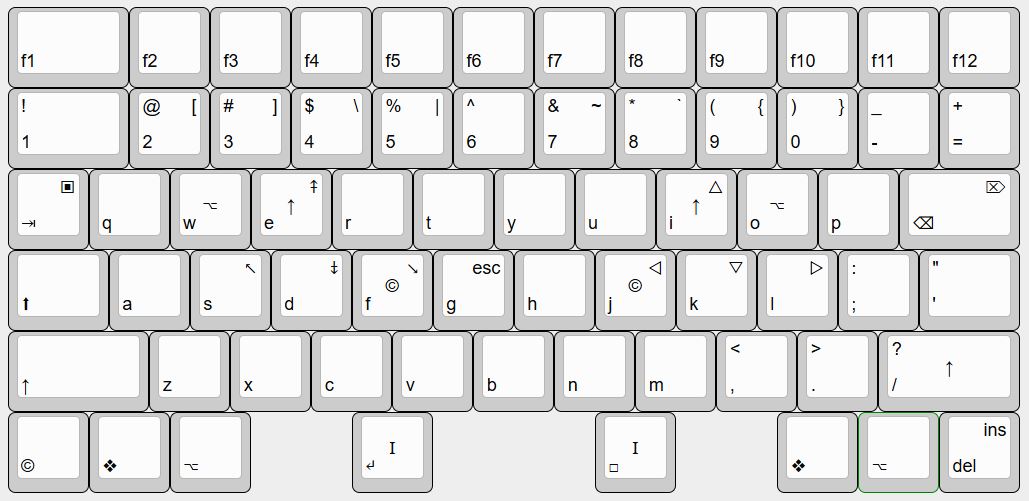 f1 f2 f3 f4 f5 f6 f7 f8 f9 f10 f11 f12
! @ [ # ] $ \ % | ^ & ~ * ` ( { ) } _ +
1 2 3 4 5 6 7 8 9 0 - =
▣ ⌥ ↑ ⤉ ↑ △ ⌥ ⌦
⇥ q w e r t y u i o p ⌫
↖ ⤈ © ↘ esc © ◁ ▽ ▷ : "
⬆ a s d f g h j k l ; '
< > ? ↑
↑ z x c v b n m , . /
I I ins
© ❖ ⌥ ↲ □ ❖ ⌥ del